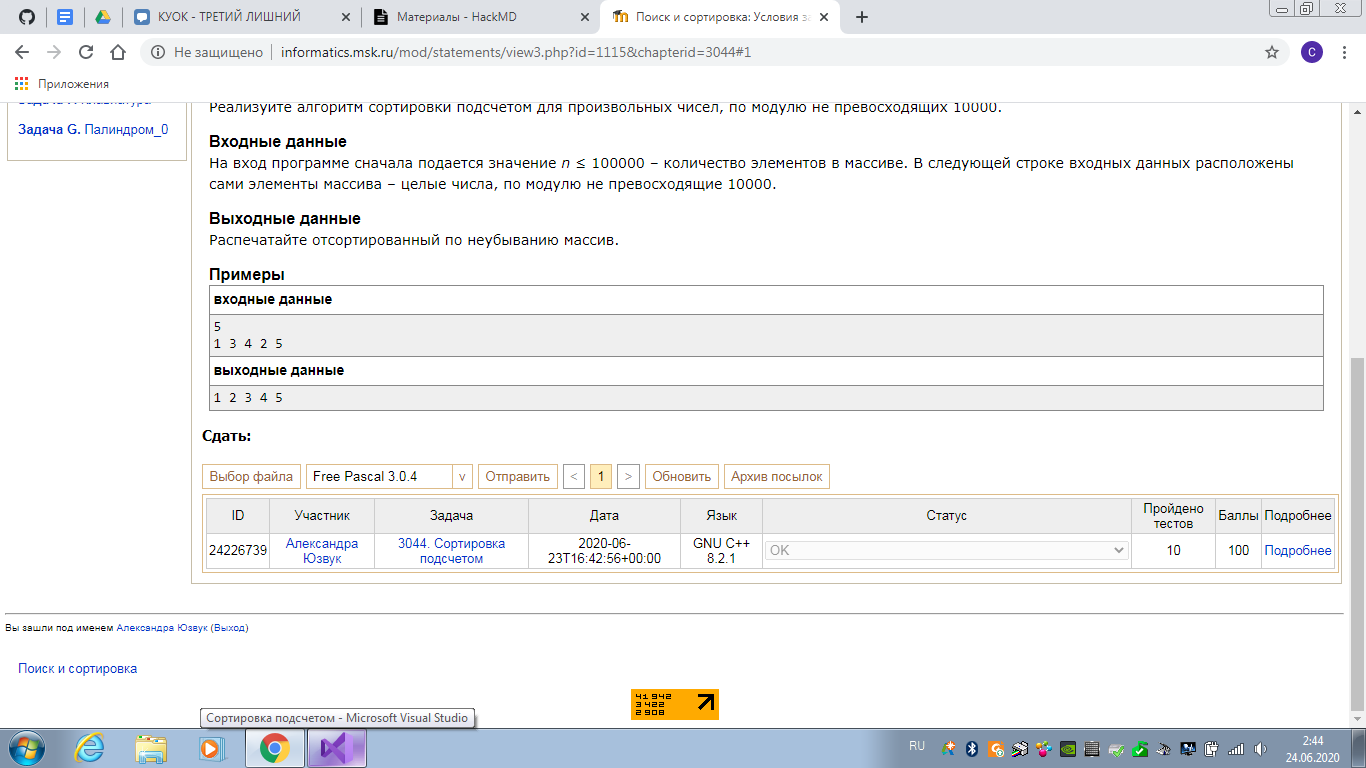 КУОК - ТРЕТИЙ ЛИШНИЙ
Материалы - HackMD
Поиск и сортировка: Условия за
Не защищено
informatics.msk.ru/mod/statements/view3.php?id=1115&chapterid=3044#1
C
Приложения
Реализуйте алгоритм сортировки подсчетом для произвольных чисел, по модулю не превосходящих 10000.
Задача G. Палиндром_0
Входные данные
На вход программе сначала подается значение n ≤ 100000 – количество элементов в массиве. В следующей строке входных данных расположены
сами элементы массива – целые числа, по модулю не превосходящие 10000.
Выходные данные
Распечатайте отсортированный по неубыванию массив.
Примеры
входные данные
5
1 3 4 2 5
выходные данные
1 2 3 4 5
Сдать:
Выбор файла Free Pascal 3.0.4 v Отправить < 1 > Обновить Архив посылок
ID Участник Задача Дата Язык Статус Пройдено тестов Баллы Подробнее
24226739 Александра Юзвук 3044. Сортировка подсчетом 2020-06-23T16:42:56+00:00 GNU C++ 8.2.1 OK 10 100 Подробнее
Вы зашли под именем Александра Юзвук (Выход)
Поиск и сортировка
41 942
3 422
2 908
Сортировка подсчетом - Microsoft Visual Studio
RU
2:44
24.06.2020